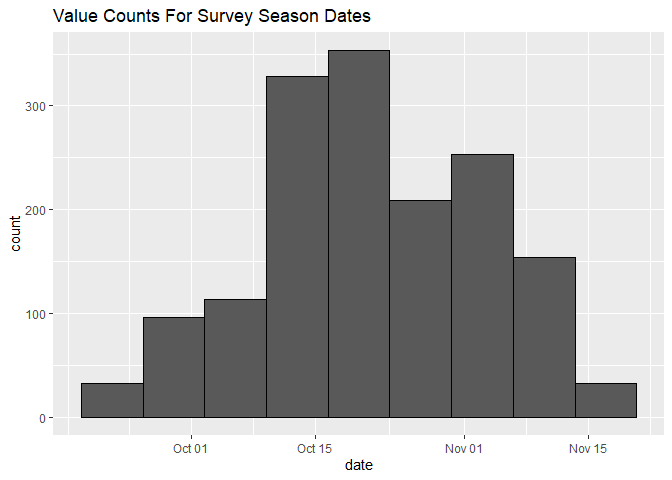 Value Counts For Survey Season Dates
count
300
200
100
0
Oct 01
Oct 15
Nov 01
Nov 15
date